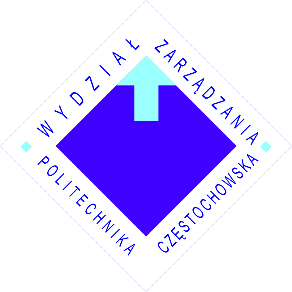 WYDZIAŁ ZARZĄDZANIA
POLITECHNIKA CZĘSTOCHOWSKA